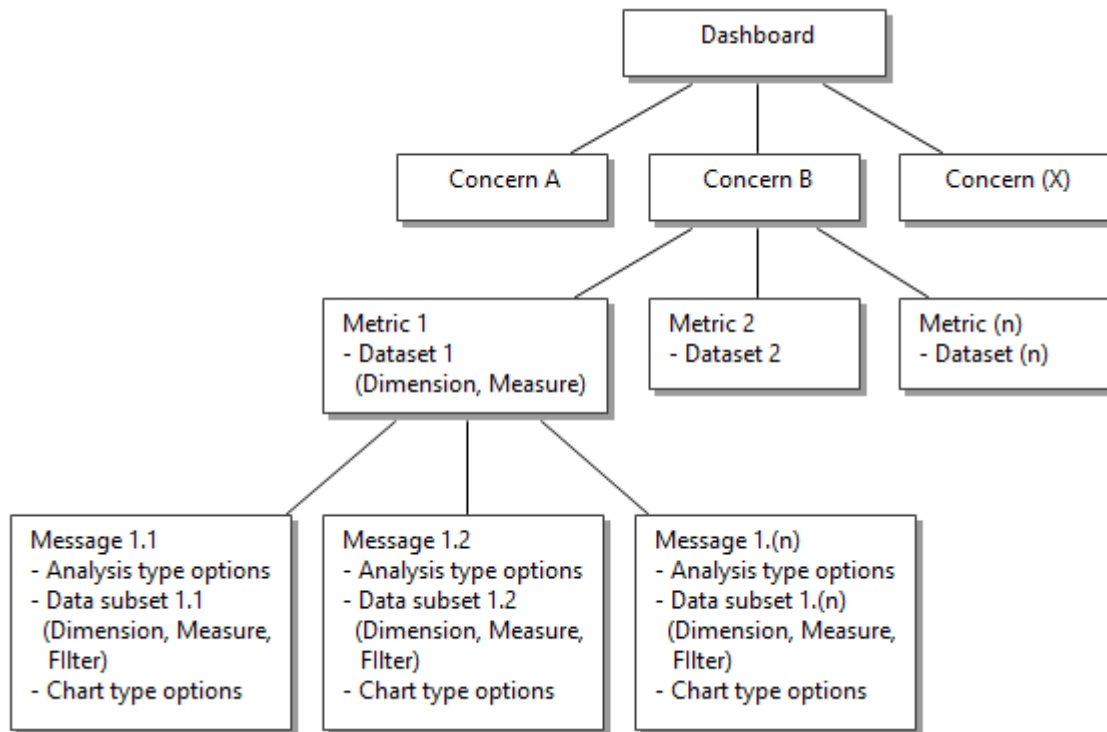 Dashboard
Concern A
Concern B
Concern (X)
Metric 1
- Dataset 1
(Dimension, Measure)
Metric 2
- Dataset 2
Metric (n)
- Dataset (n)
Message 1.1
- Analysis type options
- Data subset 1.1
(Dimension, Measure,
FIlter)
- Chart type options
Message 1.2
- Analysis type options
- Data subset 1.2
(Dimension, Measure,
FIlter)
- Chart type options
Message 1.(n)
- Analysis type options
- Data subset 1.(n)
(Dimension, Measure,
FIlter)
- Chart type options